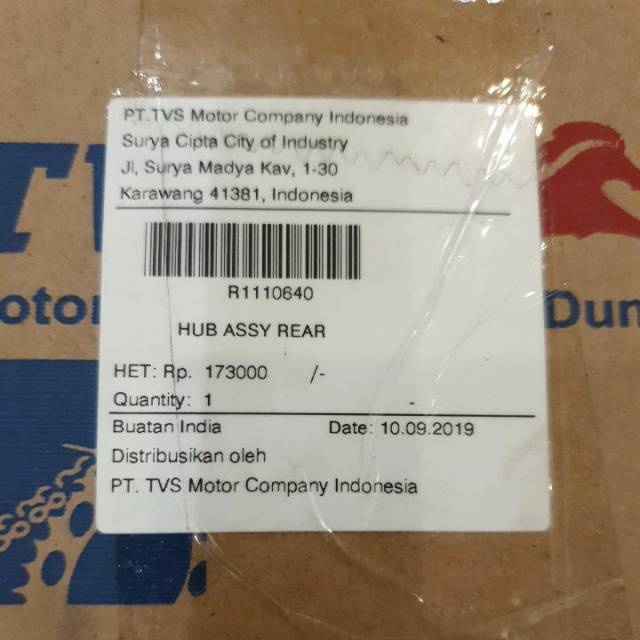 PT.TVS Motor Company Indonesia
Surya Cipta City of Industry
Jl, Surya Madya Kav, 1-30
Karawang 41381, Indonesia
R1110640
HUB ASSY REAR
HET: Rp. 173000 /-
Quantity: 1 -
Buatan India Date: 10.09.2019
Distribusikan oleh
PT. TVS Motor Company Indonesia